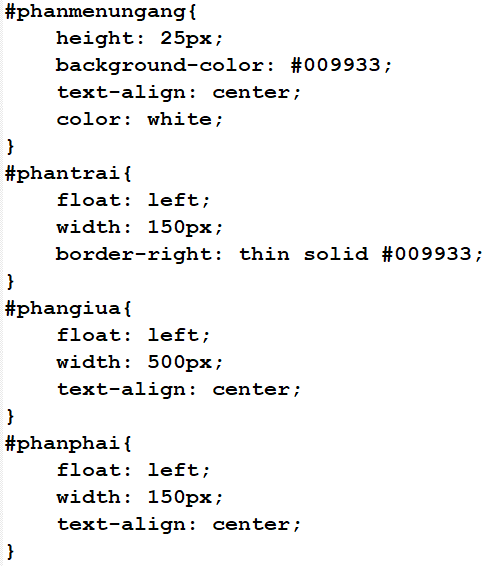 #phanmenungang{
    height: 25px;
    background-color: #009933;
    text-align: center;
    color: white;
}
#phantrai{
    float: left;
    width: 150px;
    border-right: thin solid #009933;
}
#phangiua{
    float: left;
    width: 500px;
    text-align: center;
}
#phanphai{
    float: left;
    width: 150px;
    text-align: center;
}